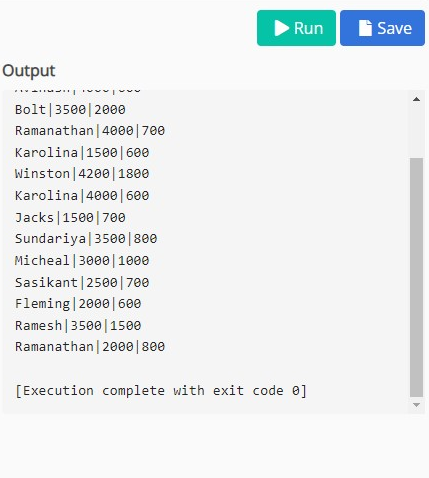 Run Save
Output
Bolt|3500|2000
Ramanathan|4000|700
Karolina|1500|600
Winston|4200|1800
Karolina|4000|600
Jacks|1500|700
Sundariya|3500|800
Micheal|3000|1000
Sasikant|2500|700
Fleming|2000|600
Ramesh|3500|1500
Ramanathan|2000|800
[Execution complete with exit code 0]